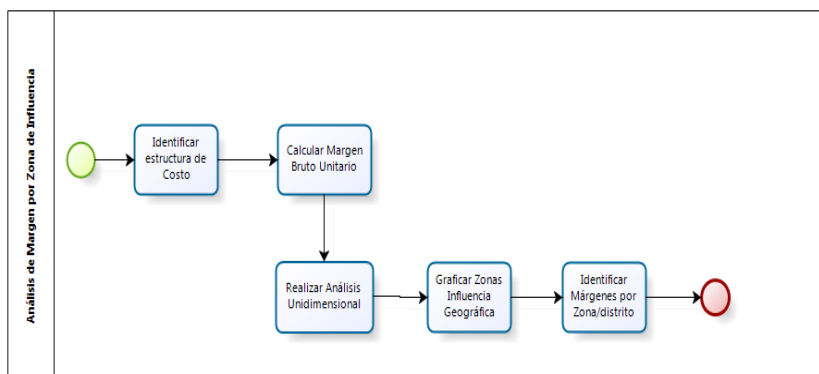 Análisis de Margen por Zona de Influencia
Identificar
estructura de
Costo
Calcular Margen
Bruto Unitario
Realizar Análisis
Unidimensional
Graficar Zonas
Influencia
Geográfica
Identificar
Márgenes por
Zona/distrito